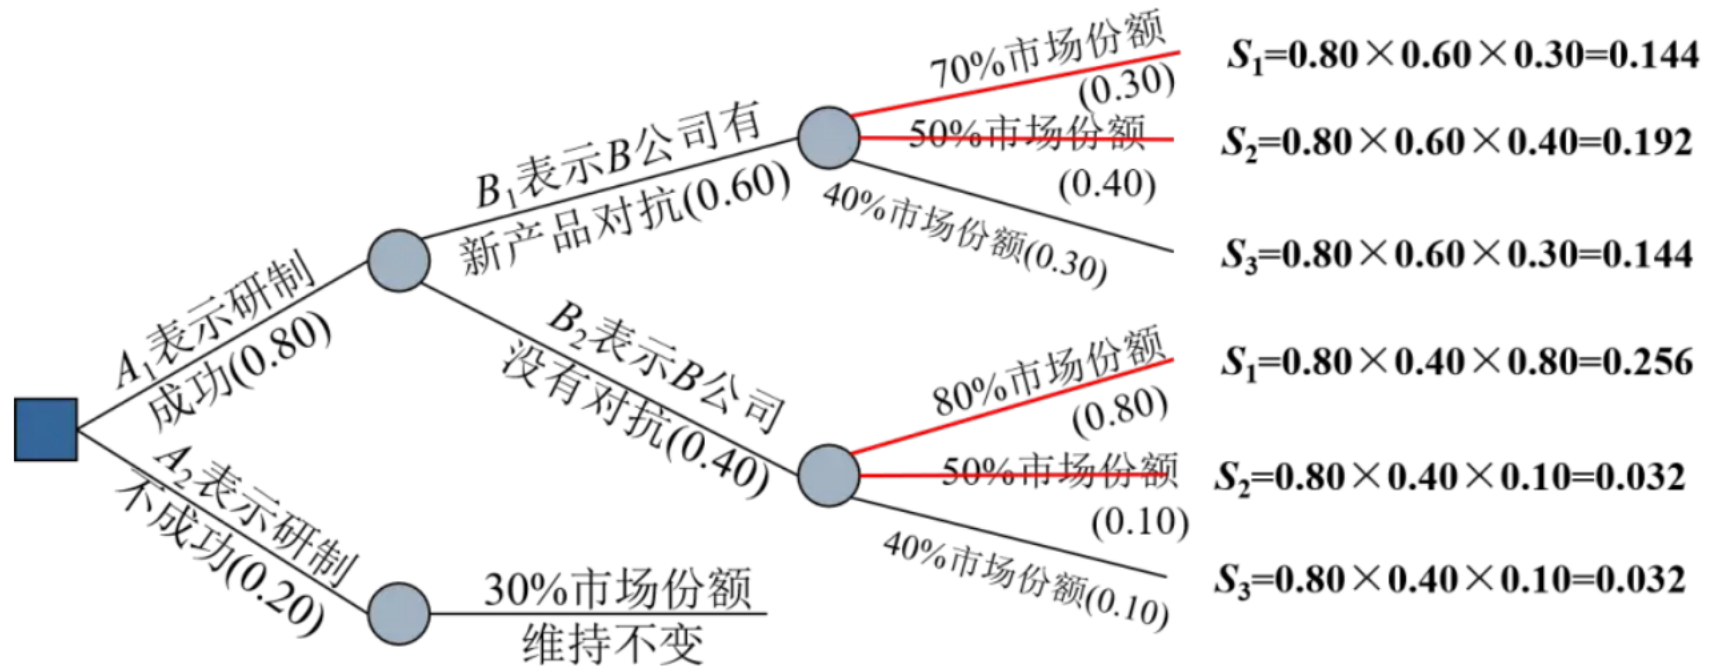 70%市场份额
(0.30)
S₁=0.80×0.60×0.30=0.144
50%市场份额
(0.40)
S₂=0.80×0.60×0.40=0.192
40%市场份额(0.30)
S₃=0.80×0.60×0.30=0.144
B₁表示B公司有
新产品对抗(0.60)
A₁表示研制
成功(0.80)
B₂表示B公司
没有对抗(0.40)
80%市场份额
(0.80)
S₁=0.80×0.40×0.80=0.256
50%市场份额
(0.10)
S₂=0.80×0.40×0.10=0.032
40%市场份额(0.10)
S₃=0.80×0.40×0.10=0.032
A₂表示研制
不成功(0.20)
30%市场份额
维持不变